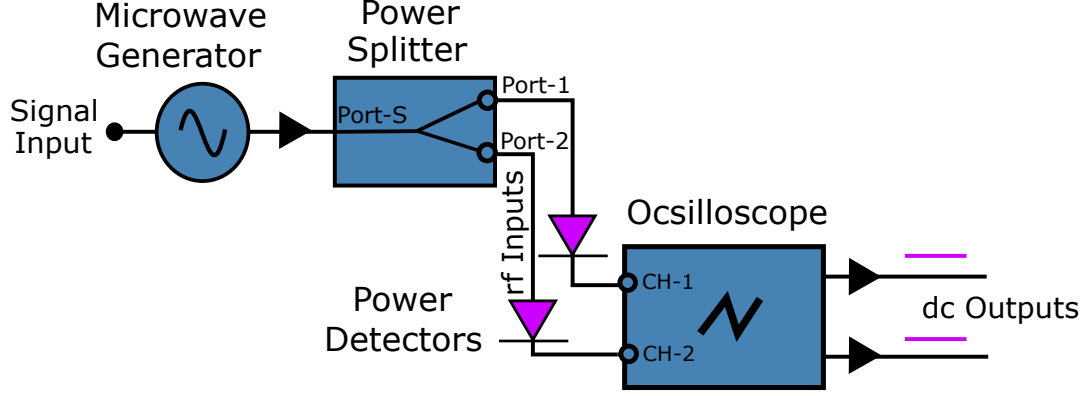 Microwave
Generator
Power
Splitter
Signal
Input
Port-S
Port-1
Port-2
rf Inputs
Power
Detectors
Ocsilloscope
CH-1
CH-2
dc Outputs